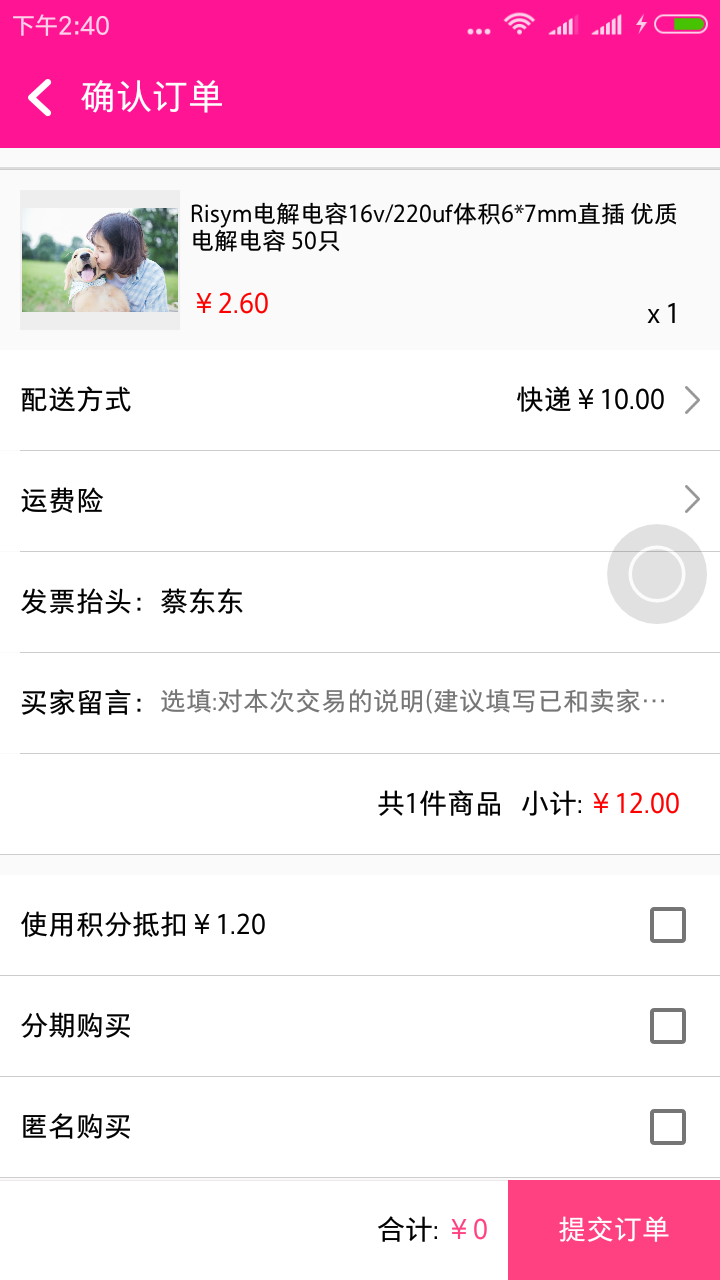 下午2:40
确认订单
Risym电解电容16v/220uf体积6*7mm直插 优质
电解电容 50只
¥ 2.60
x 1
配送方式 快递 ¥ 10.00
运费险
发票抬头：蔡东东
买家留言：选填:对本次交易的说明(建议填写已和卖家…
共1件商品 小计: ¥ 12.00
使用积分抵扣 ¥ 1.20
分期购买
匿名购买
合计: ¥ 0
提交订单